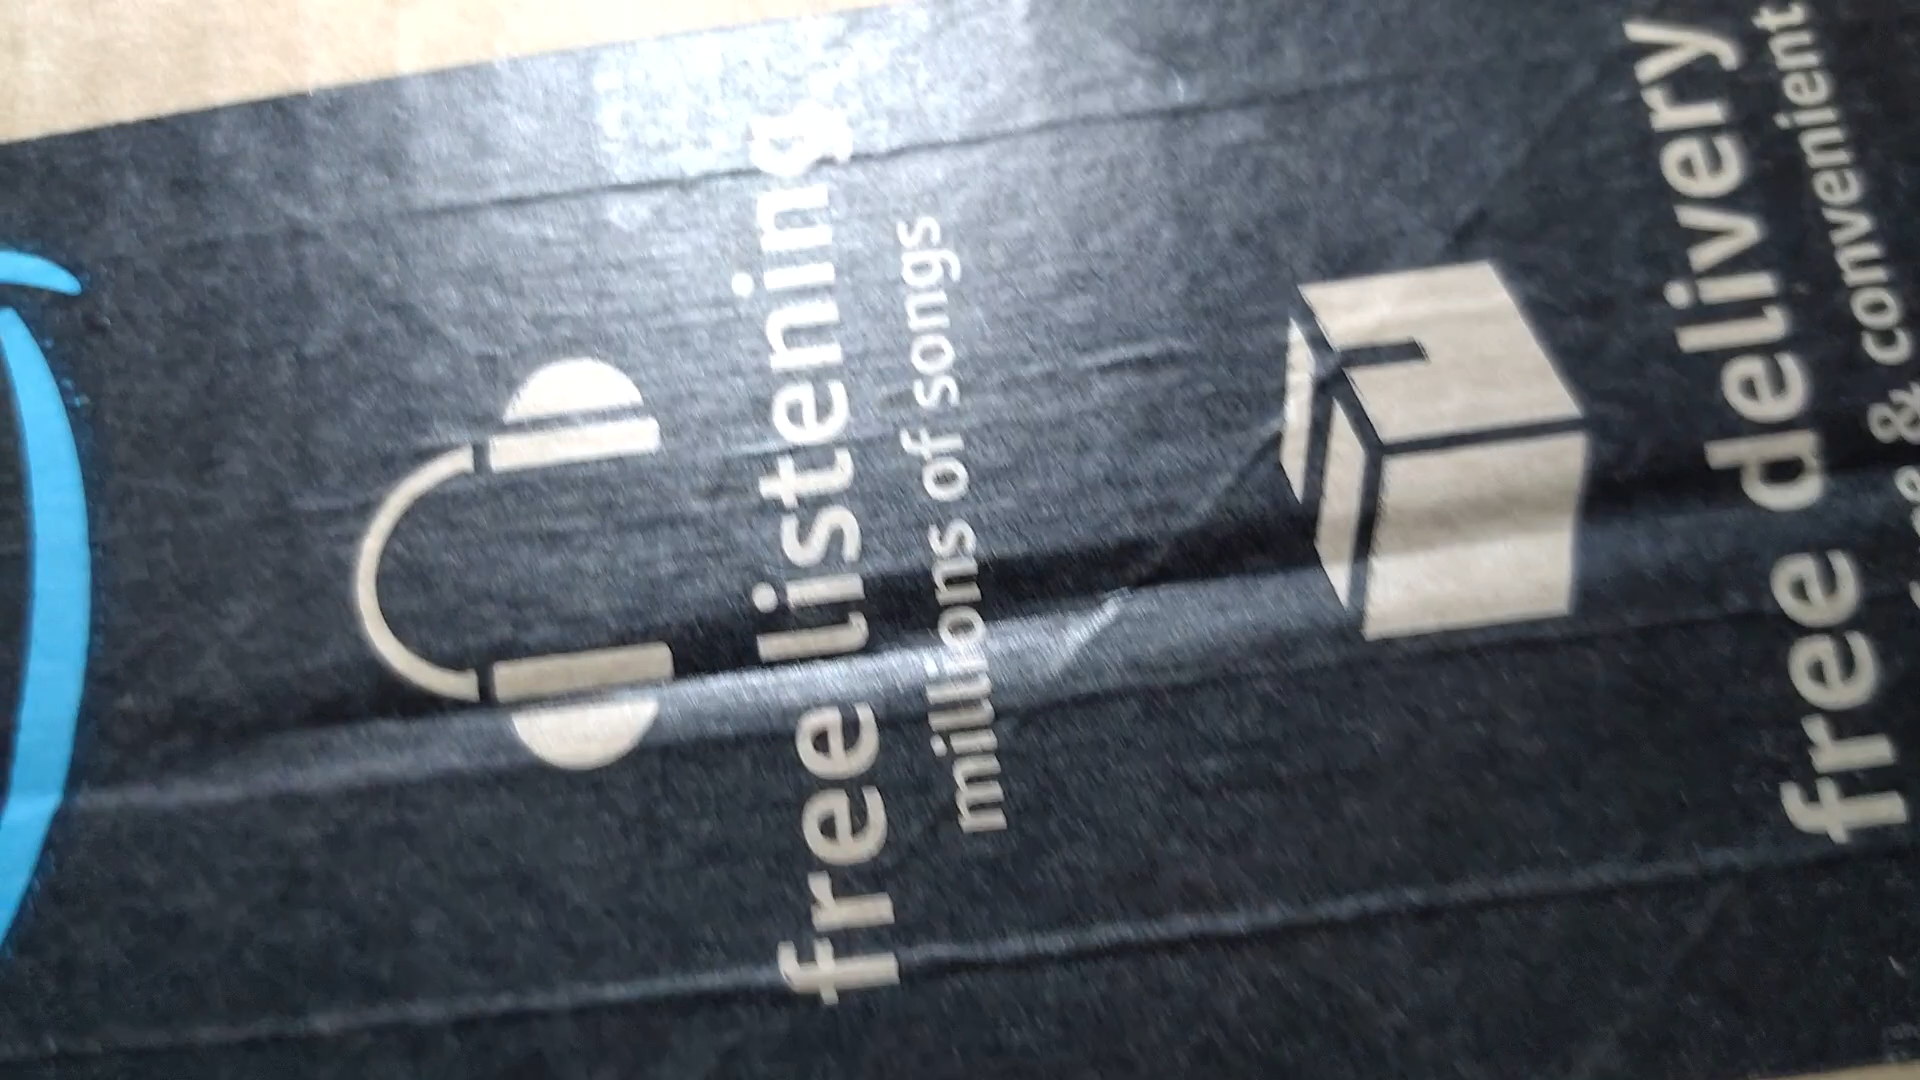 free listening
millions of songs
free delivery
& convenient